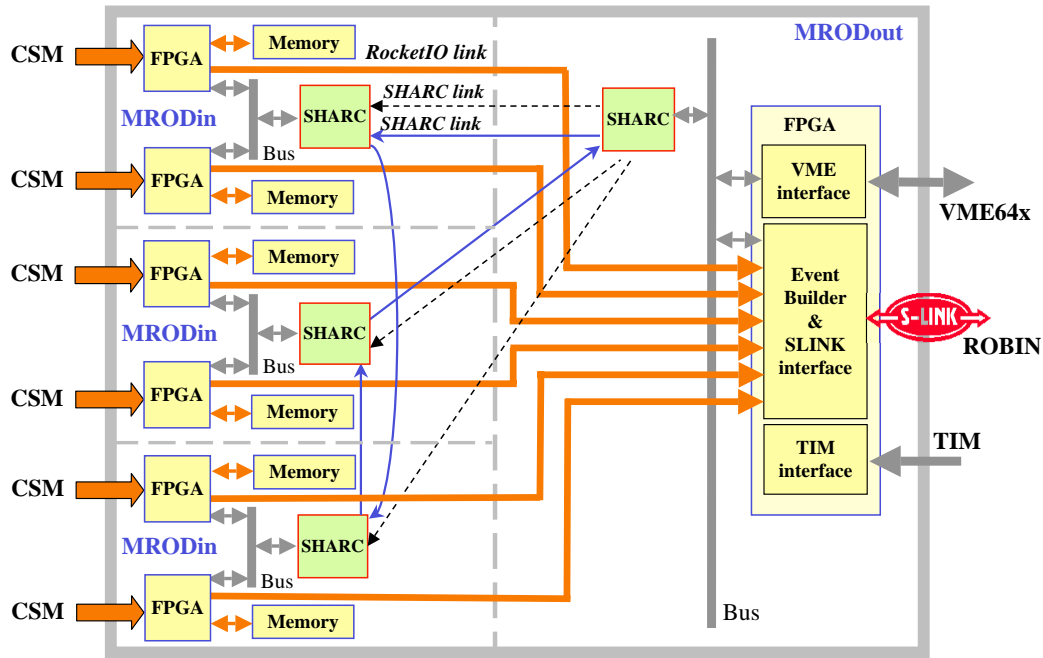 MRODout
CSM
FPGA
Memory
RocketIO link
SHARC link
MRODin
SHARC
SHARC link
SHARC
FPGA
Bus
VME
interface
VME64x
CSM
FPGA
Memory
CSM
FPGA
Memory
Event
Builder
&
SLINK
interface
S-LINK
ROBIN
MRODin
SHARC
Bus
CSM
FPGA
Memory
TIM
interface
TIM
CSM
FPGA
Memory
MRODin
SHARC
Bus
CSM
FPGA
Memory
Bus